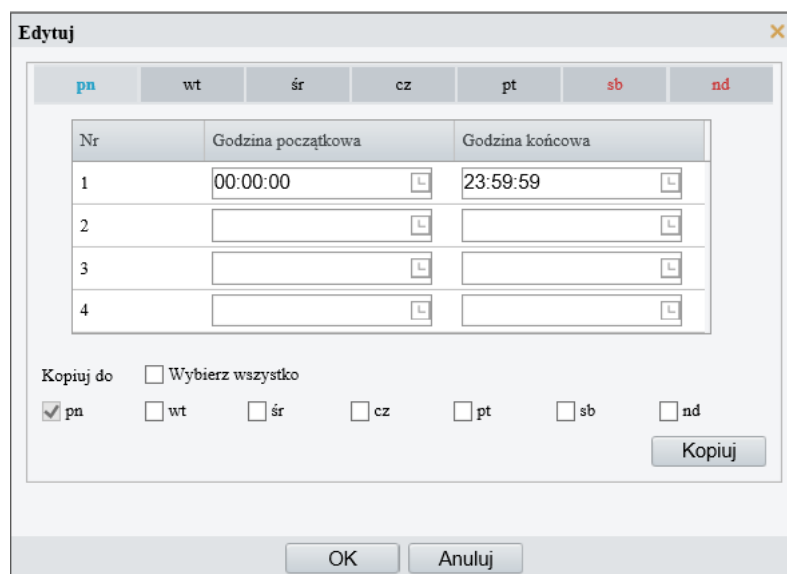 Edytuj
pn wt śr cz pt sb nd
Nr Godzina początkowa Godzina końcowa
1 00:00:00 23:59:59
2
3
4
Kopiuj do Wybierz wszystko
pn wt śr cz pt sb nd
Kopiuj
OK Anuluj